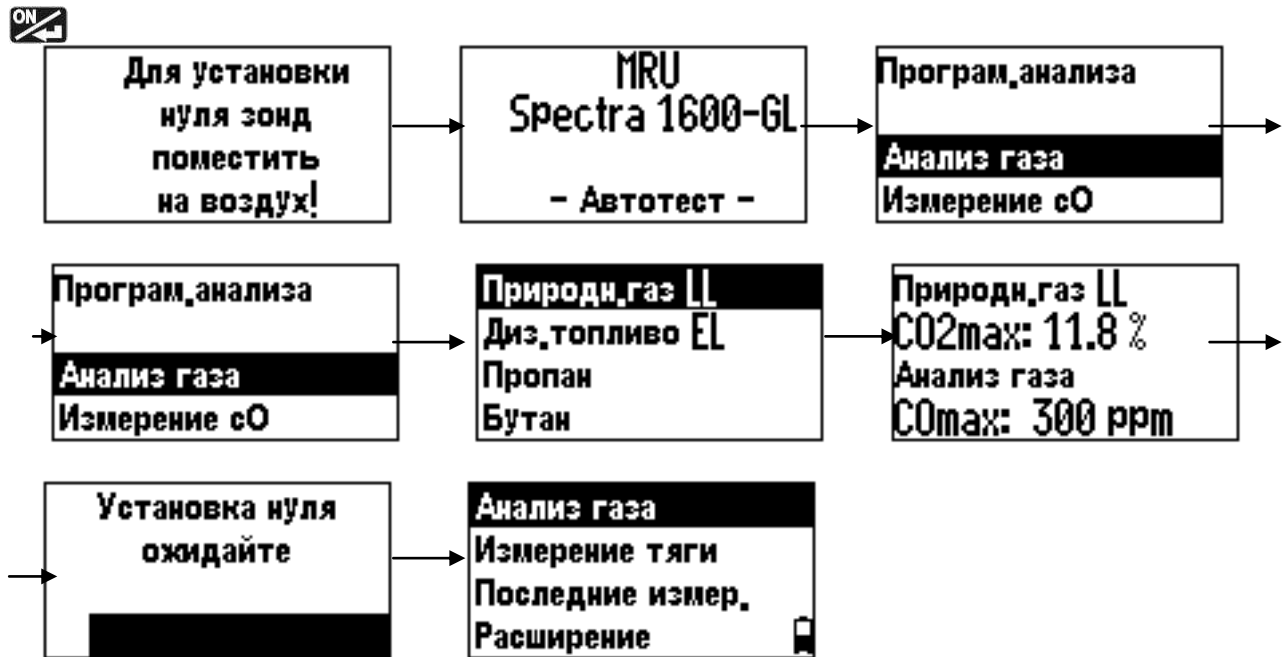 ON
Для установки
нуля зонд
поместить
на воздух!
MRU
Spectra 1600-GL
- Автотест -
Програм.анализа
Анализ газа
Измерение сО
Програм.анализа
Анализ газа
Измерение сО
Природн.газ LL
Диз.топливо EL
Пропан
Бутан
Природн.газ LL
CO2max: 11.8 %
Анализ газа
COmax: 300 ppm
Установка нуля
ожидайте
Анализ газа
Измерение тяги
Последние измер.
Расширение